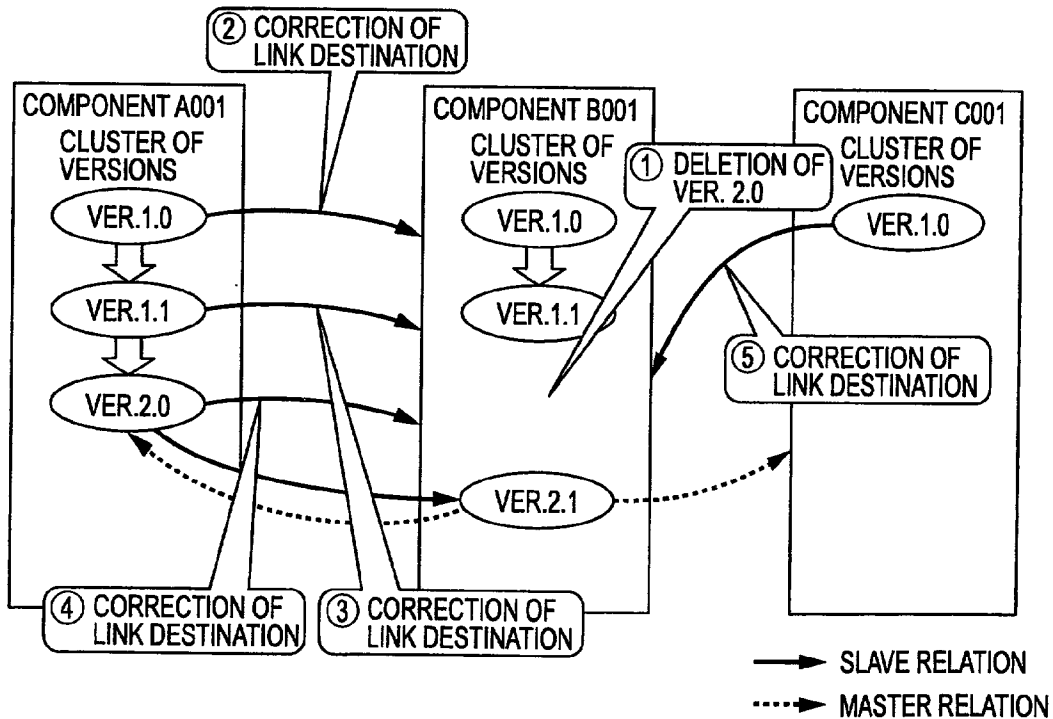 ② CORRECTION OF
LINK DESTINATION
COMPONENT A001
CLUSTER OF
VERSIONS
VER.1.0
VER.1.1
VER.2.0
COMPONENT B001
CLUSTER OF
VERSIONS
VER.1.0
VER.1.1
VER.2.1
① DELETION OF
VER. 2.0
COMPONENT C001
CLUSTER OF
VERSIONS
VER.1.0
⑤ CORRECTION OF
LINK DESTINATION
④ CORRECTION OF
LINK DESTINATION
③ CORRECTION OF
LINK DESTINATION
SLAVE RELATION
MASTER RELATION